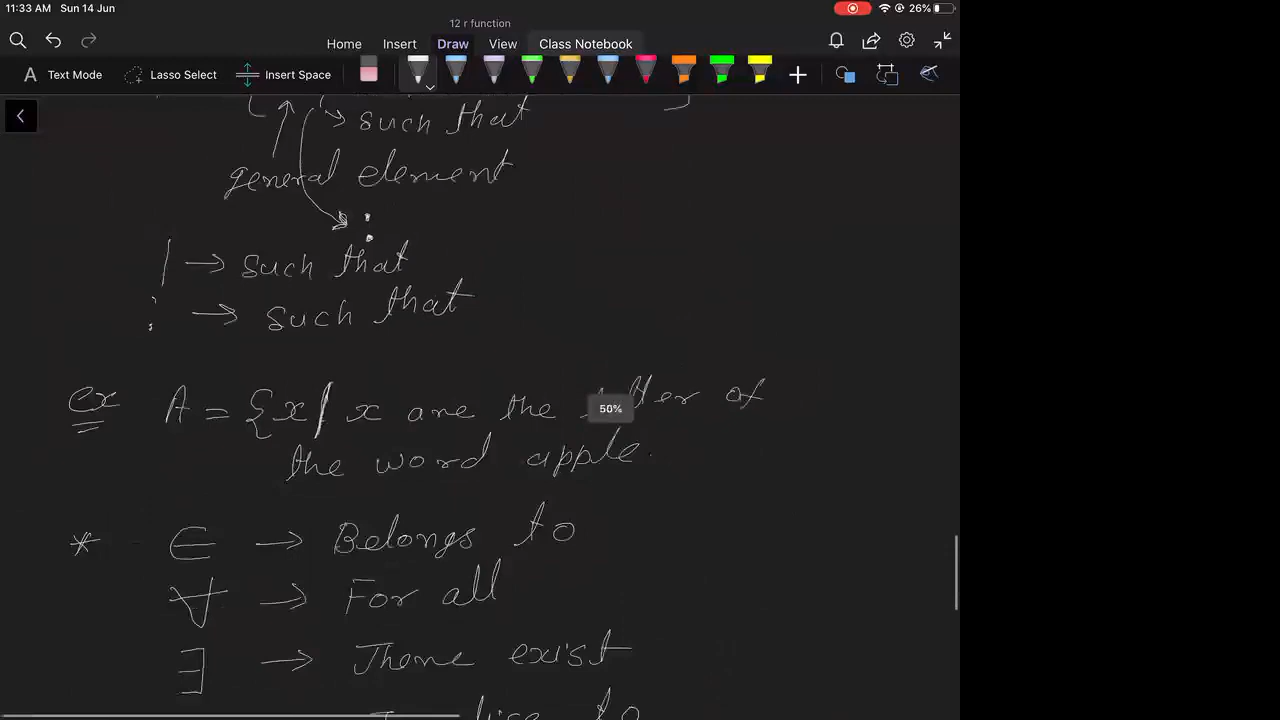 11:33 AM Sun 14 Jun
26%
12 r function
Home Insert Draw View Class Notebook
Text Mode Lasso Select Insert Space
such that
general element
:
| → such that
: → such that
ex A = {x| x are the letter of
50%
the word apple.
* ∈ → Belongs to
∀ → For all
∃ → There exist
to